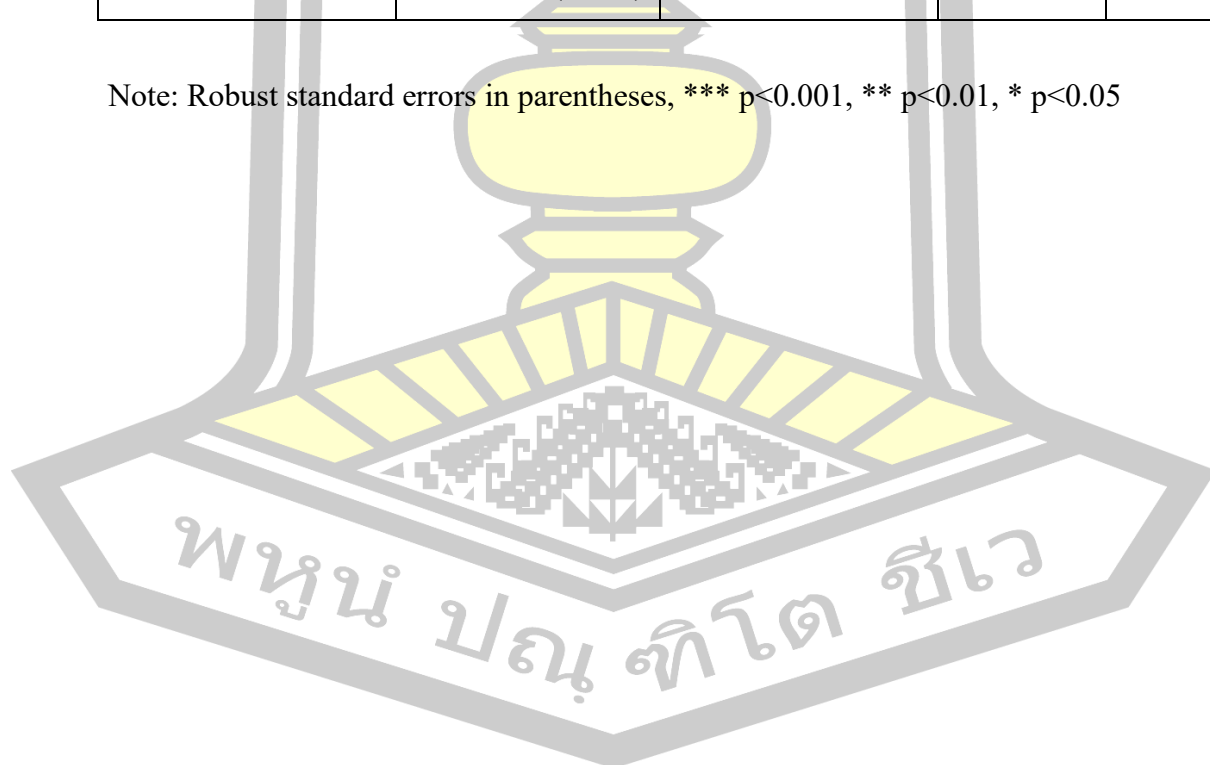 Note: Robust standard errors in parentheses, *** p<0.001, ** p<0.01, * p<0.05
พหูนํ ปณฺฑิโต ชีเว